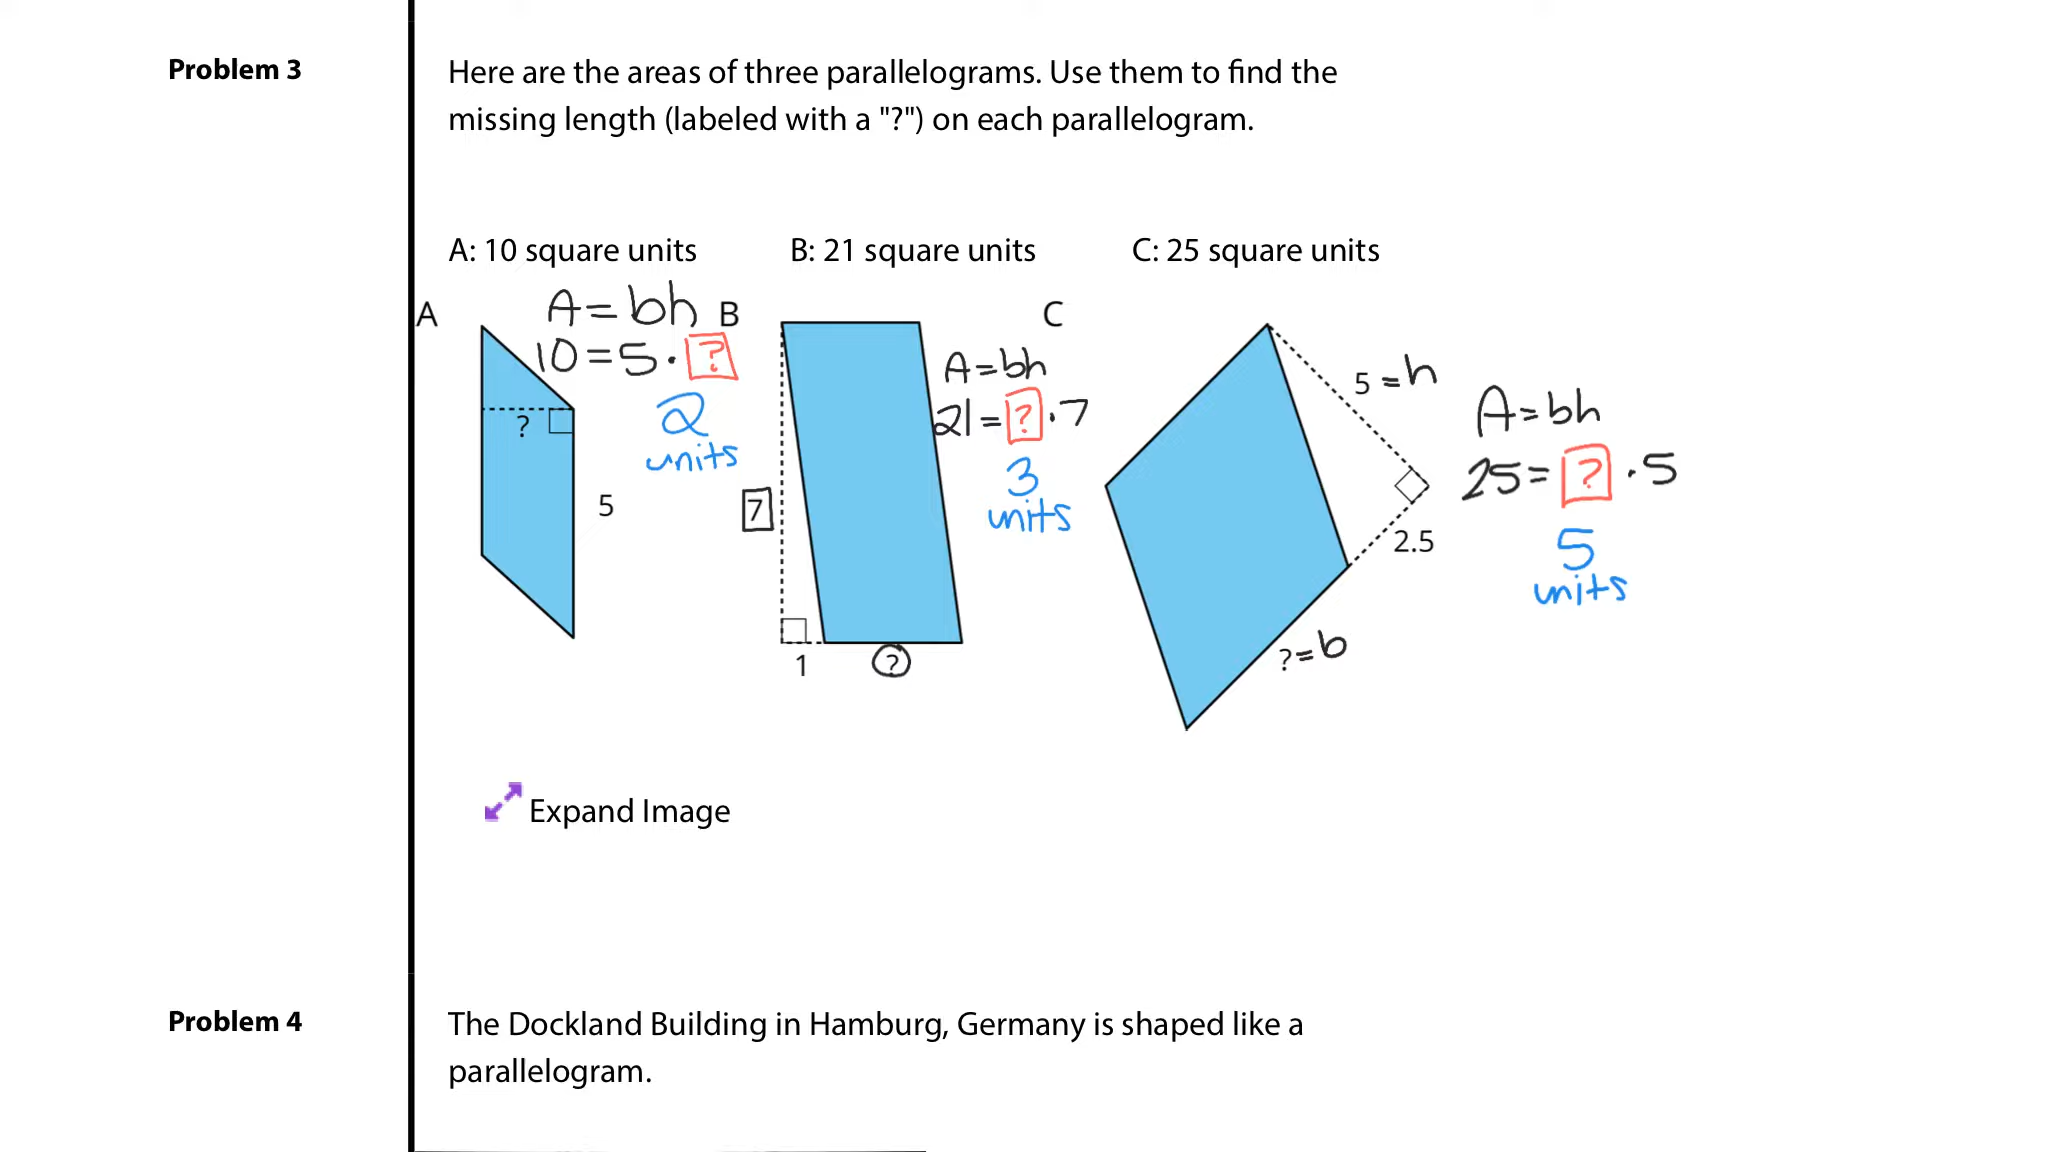 Problem 3
Here are the areas of three parallelograms. Use them to find the
missing length (labeled with a "?") on each parallelogram.
A: 10 square units
B: 21 square units
C: 25 square units
A
A = bh
10 = 5 · ?
2
units
?
5
B
A = bh
21 = ? · 7
3
units
7
1
?
C
5 = h
A = bh
25 = ? · 5
5
units
2.5
? = b
Expand Image
Problem 4
The Dockland Building in Hamburg, Germany is shaped like a
parallelogram.